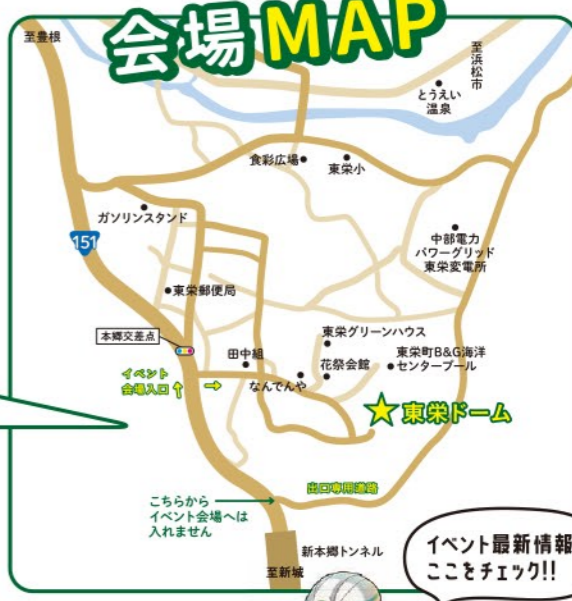 会場MAP
至豊根
至浜松市
とうえい
温泉
食彩広場
東栄小
ガソリンスタンド
151
中部電力
パワーグリッド
東栄変電所
東栄郵便局
本郷交差点
東栄グリーンハウス
田中組
花祭会館
東栄町B&G海洋
センタープール
イベント
会場入口↑
→
なんでんや
★東栄ドーム
出口専用道路
こちらから
イベント会場へは
入れません
新本郷トンネル
至新城
イベント最新情報
ここをチェック!!